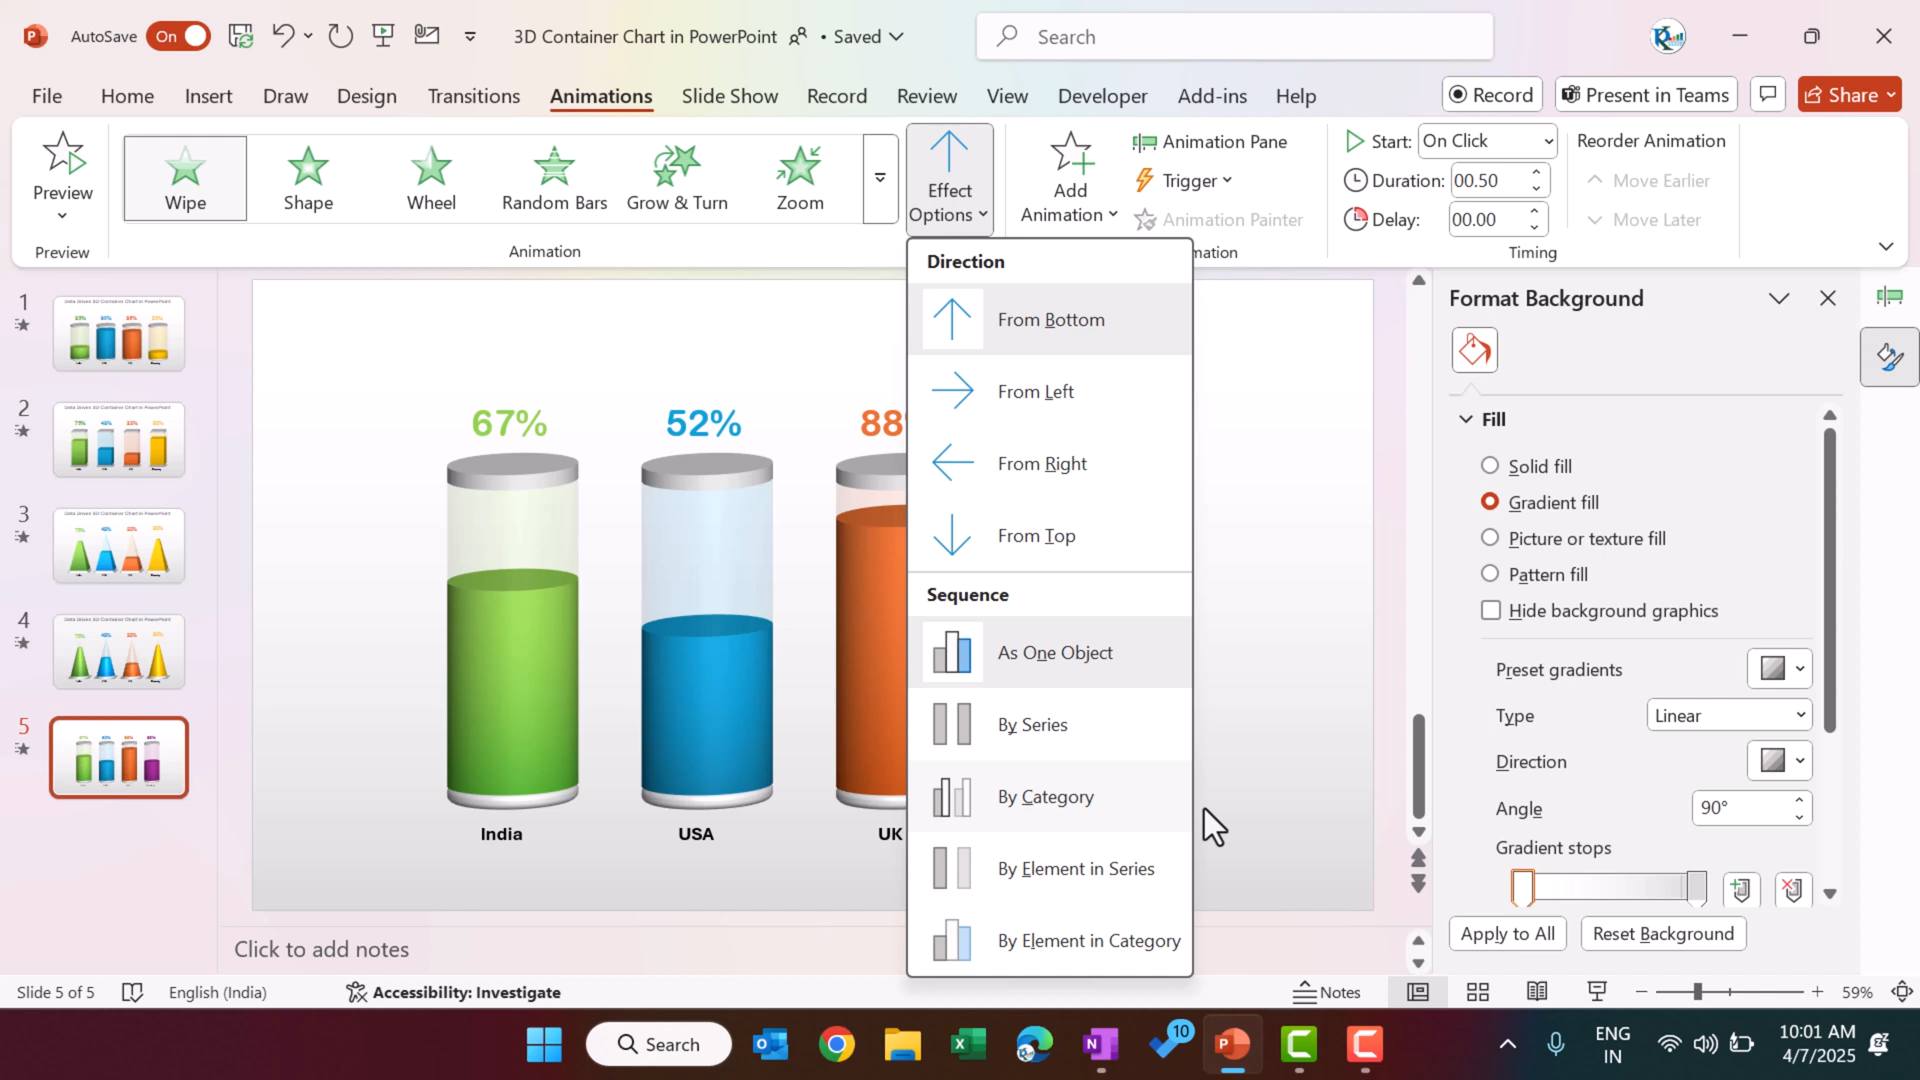 AutoSave On
3D Container Chart in PowerPoint • Saved
Search
File Home Insert Draw Design Transitions Animations Slide Show Record Review View Developer Add-ins Help
Record Present in Teams Share
Preview
Preview
Wipe Shape Wheel Random Bars Grow & Turn Zoom
Animation
Effect
Options
Add
Animation
Animation Pane
Trigger
Animation Painter
mation
Start: On Click
Duration: 00.50
Delay: 00.00
Timing
Reorder Animation
Move Earlier
Move Later
Direction
From Bottom
From Left
From Right
From Top
Sequence
As One Object
By Series
By Category
By Element in Series
By Element in Category
1
2
3
4
5
67% 52% 88
India USA UK
Click to add notes
Format Background
Fill
Solid fill
Gradient fill
Picture or texture fill
Pattern fill
Hide background graphics
Preset gradients
Type Linear
Direction
Angle 90°
Gradient stops
Apply to All Reset Background
Slide 5 of 5 English (India) Accessibility: Investigate
Notes 59%
Search
10
ENG
IN
10:01 AM
4/7/2025